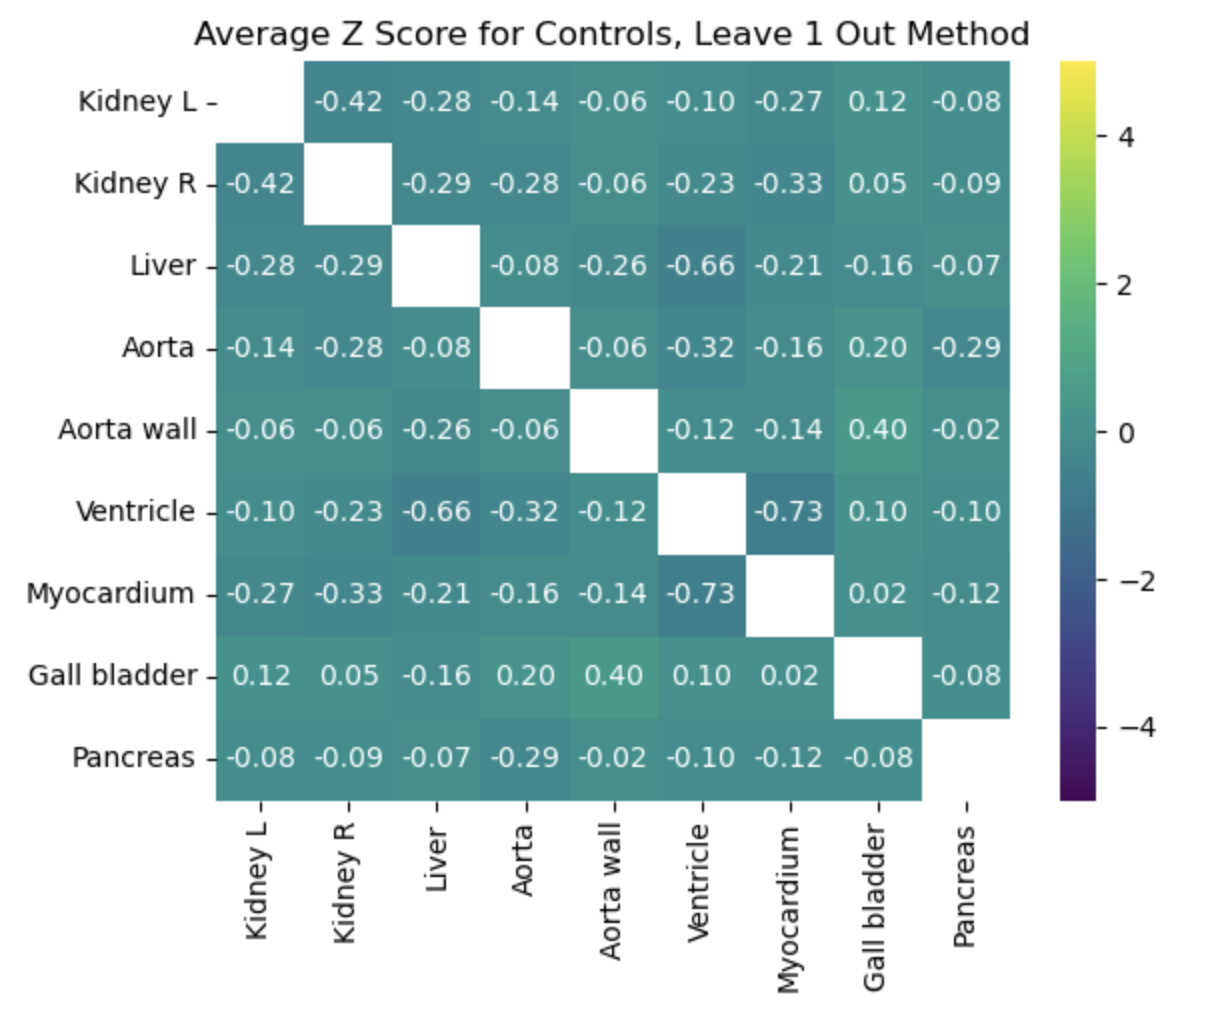 Average Z Score for Controls, Leave 1 Out Method
Kidney L -0.42 -0.28 -0.14 -0.06 -0.10 -0.27 0.12 -0.08
Kidney R -0.42 -0.29 -0.28 -0.06 -0.23 -0.33 0.05 -0.09
Liver -0.28 -0.29 -0.08 -0.26 -0.66 -0.21 -0.16 -0.07
Aorta -0.14 -0.28 -0.08 -0.06 -0.32 -0.16 0.20 -0.29
Aorta wall -0.06 -0.06 -0.26 -0.06 -0.12 -0.14 0.40 -0.02
Ventricle -0.10 -0.23 -0.66 -0.32 -0.12 -0.73 0.10 -0.10
Myocardium -0.27 -0.33 -0.21 -0.16 -0.14 -0.73 0.02 -0.12
Gall bladder 0.12 0.05 -0.16 0.20 0.40 0.10 0.02 -0.08
Pancreas -0.08 -0.09 -0.07 -0.29 -0.02 -0.10 -0.12 -0.08
Kidney L
Kidney R
Liver
Aorta
Aorta wall
Ventricle
Myocardium
Gall bladder
Pancreas
4
2
0
−2
−4